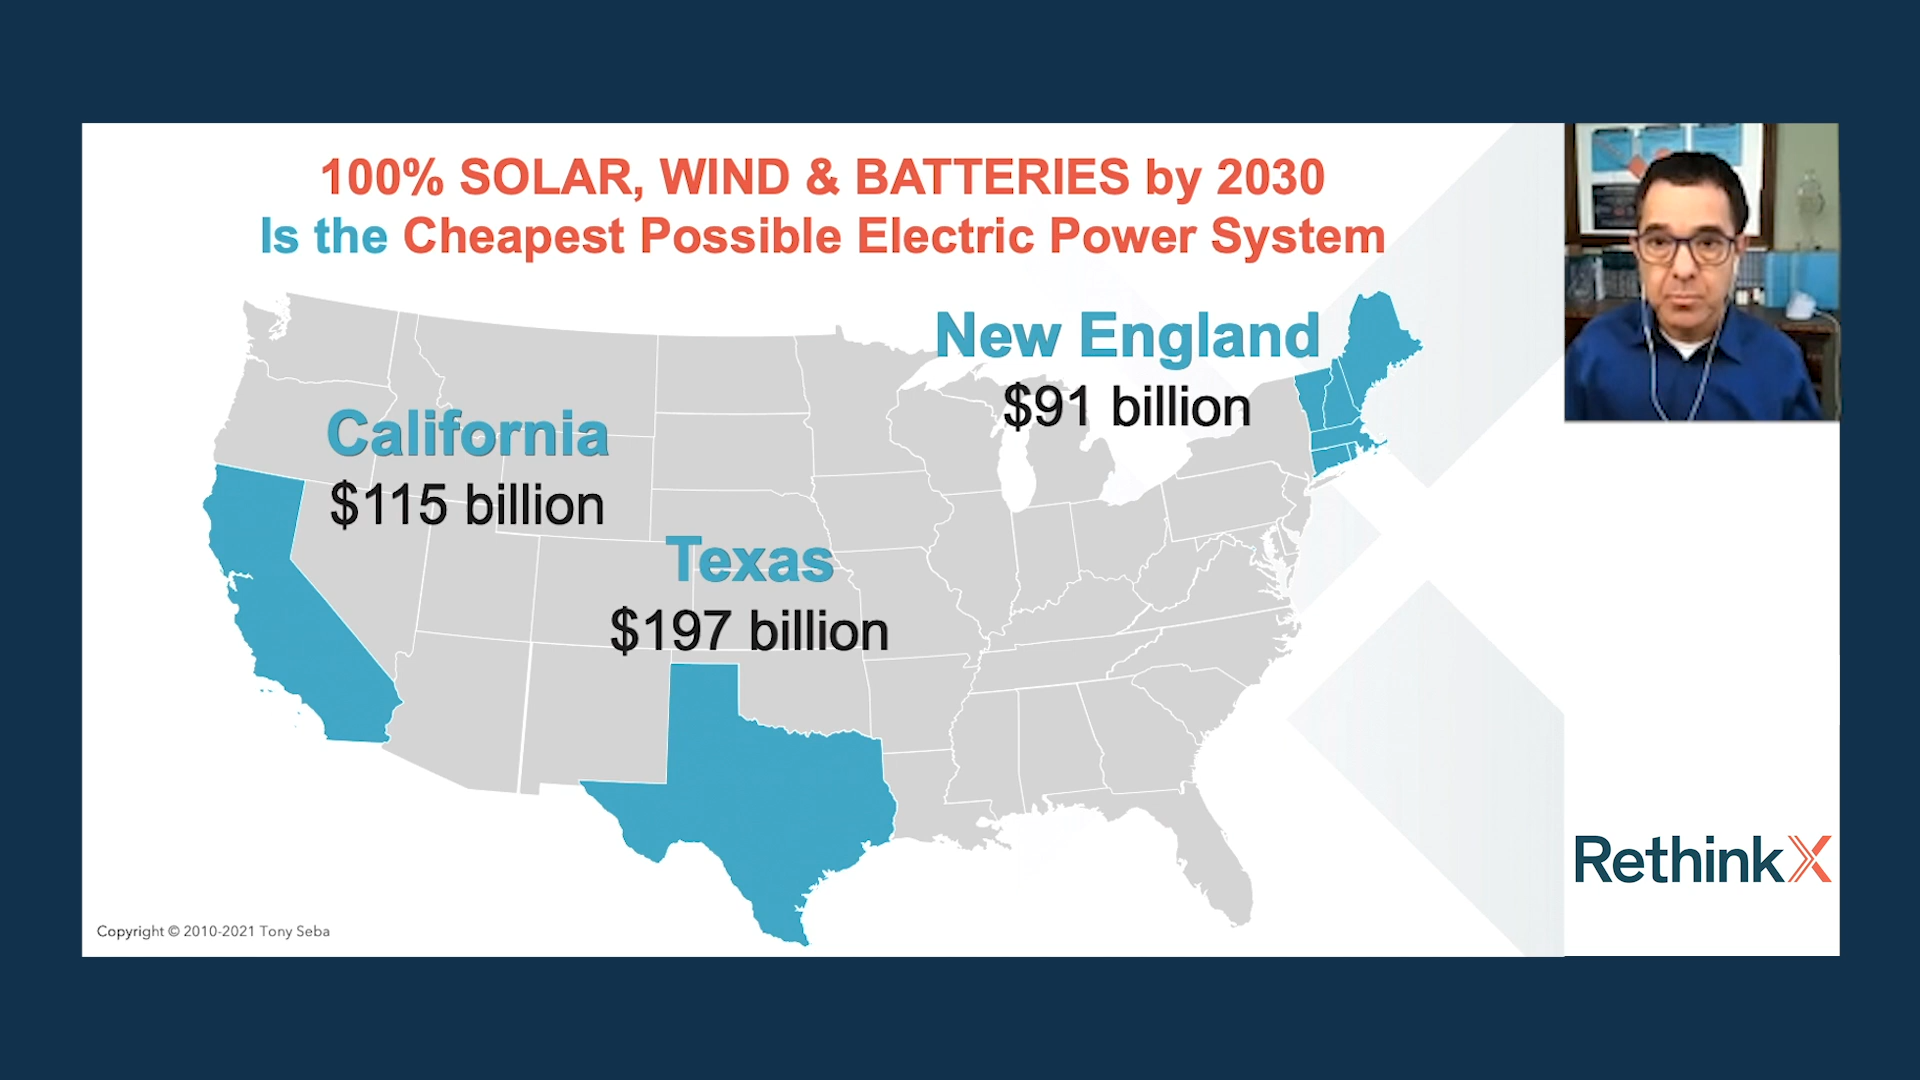 100% SOLAR, WIND & BATTERIES by 2030
Is the Cheapest Possible Electric Power System
New England
$91 billion
California
$115 billion
Texas
$197 billion
RethinkX
Copyright © 2010-2021 Tony Seba